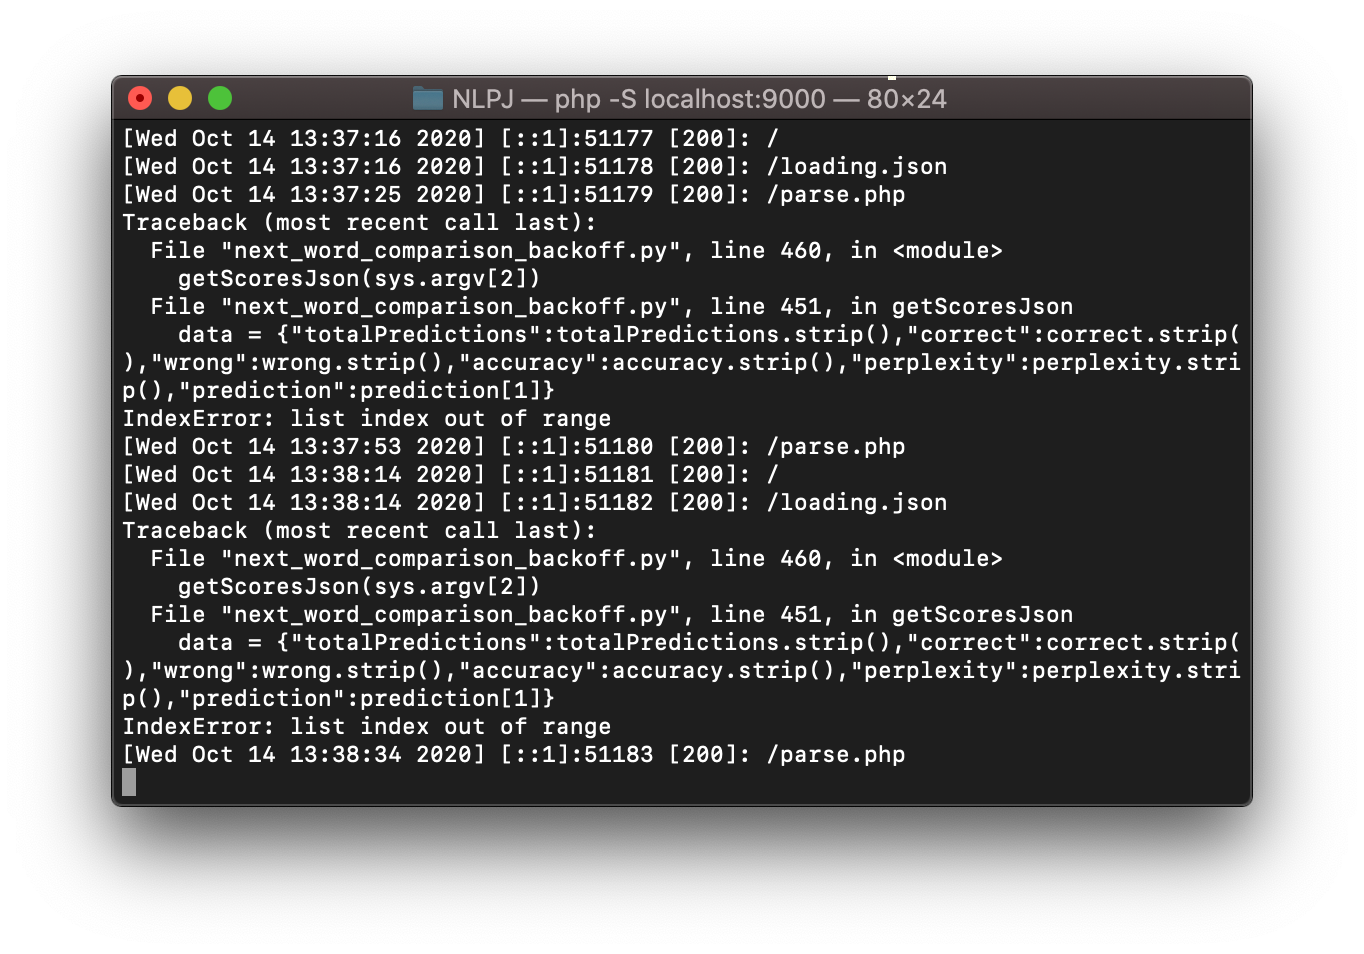 NLPJ — php -S localhost:9000 — 80×24
[Wed Oct 14 13:37:16 2020] [::1]:51177 [200]: /
[Wed Oct 14 13:37:16 2020] [::1]:51178 [200]: /loading.json
[Wed Oct 14 13:37:25 2020] [::1]:51179 [200]: /parse.php
Traceback (most recent call last):
  File "next_word_comparison_backoff.py", line 460, in <module>
    getScoresJson(sys.argv[2])
  File "next_word_comparison_backoff.py", line 451, in getScoresJson
    data = {"totalPredictions":totalPredictions.strip(),"correct":correct.strip(
),"wrong":wrong.strip(),"accuracy":accuracy.strip(),"perplexity":perplexity.stri
p(),"prediction":prediction[1]}
IndexError: list index out of range
[Wed Oct 14 13:37:53 2020] [::1]:51180 [200]: /parse.php
[Wed Oct 14 13:38:14 2020] [::1]:51181 [200]: /
[Wed Oct 14 13:38:14 2020] [::1]:51182 [200]: /loading.json
Traceback (most recent call last):
  File "next_word_comparison_backoff.py", line 460, in <module>
    getScoresJson(sys.argv[2])
  File "next_word_comparison_backoff.py", line 451, in getScoresJson
    data = {"totalPredictions":totalPredictions.strip(),"correct":correct.strip(
),"wrong":wrong.strip(),"accuracy":accuracy.strip(),"perplexity":perplexity.stri
p(),"prediction":prediction[1]}
IndexError: list index out of range
[Wed Oct 14 13:38:34 2020] [::1]:51183 [200]: /parse.php